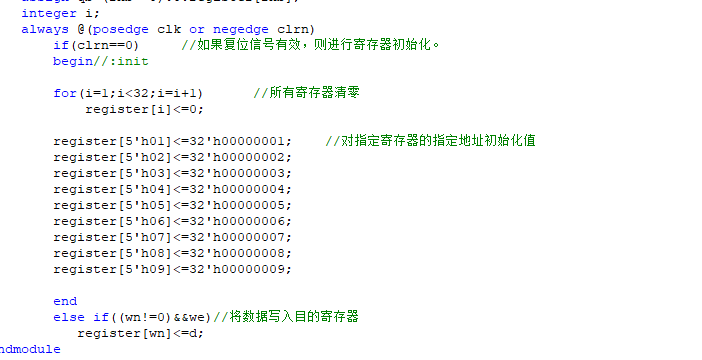 integer i;
always @(posedge clk or negedge clrn)
if(clrn==0) //如果复位信号有效，则进行寄存器初始化。
begin//:init
for(i=1;i<32;i=i+1) //所有寄存器清零
register[i]<=0;
register[5'h01]<=32'h00000001; //对指定寄存器的指定地址初始化值
register[5'h02]<=32'h00000002;
register[5'h03]<=32'h00000003;
register[5'h04]<=32'h00000004;
register[5'h05]<=32'h00000005;
register[5'h06]<=32'h00000006;
register[5'h07]<=32'h00000007;
register[5'h08]<=32'h00000008;
register[5'h09]<=32'h00000009;
end
else if((wn!=0)&&we)//将数据写入目的寄存器
register[wn]<=d;
ndmodule